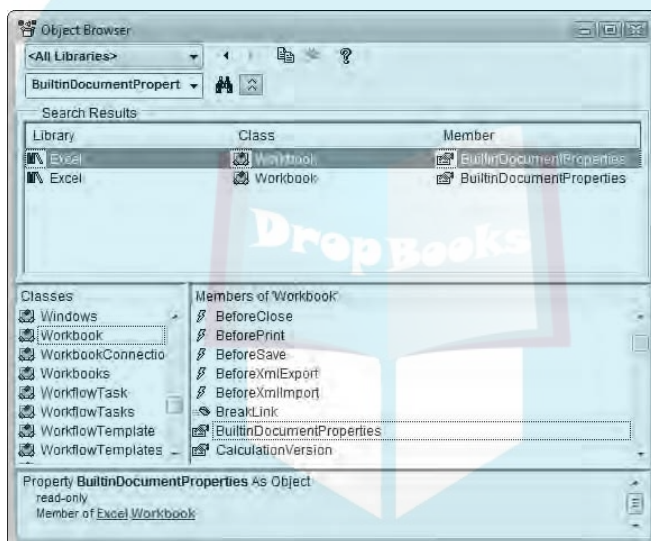 Object Browser
<All Libraries>
BuiltinDocumentPropert
Search Results
Library Class Member
Excel Workbook BuiltinDocumentProperties
Excel Workbook BuiltinDocumentProperties
DropBooks
Classes Members of 'Workbook'
Windows BeforeClose
Workbook BeforePrint
WorkbookConnectio BeforeSave
Workbooks BeforeXmlExport
WorkflowTask BeforeXmlImport
WorkflowTasks BreakLink
WorkflowTemplate BuiltinDocumentProperties
WorkflowTemplates CalculationVersion
Property BuiltinDocumentProperties As Object
read-only
Member of Excel.Workbook